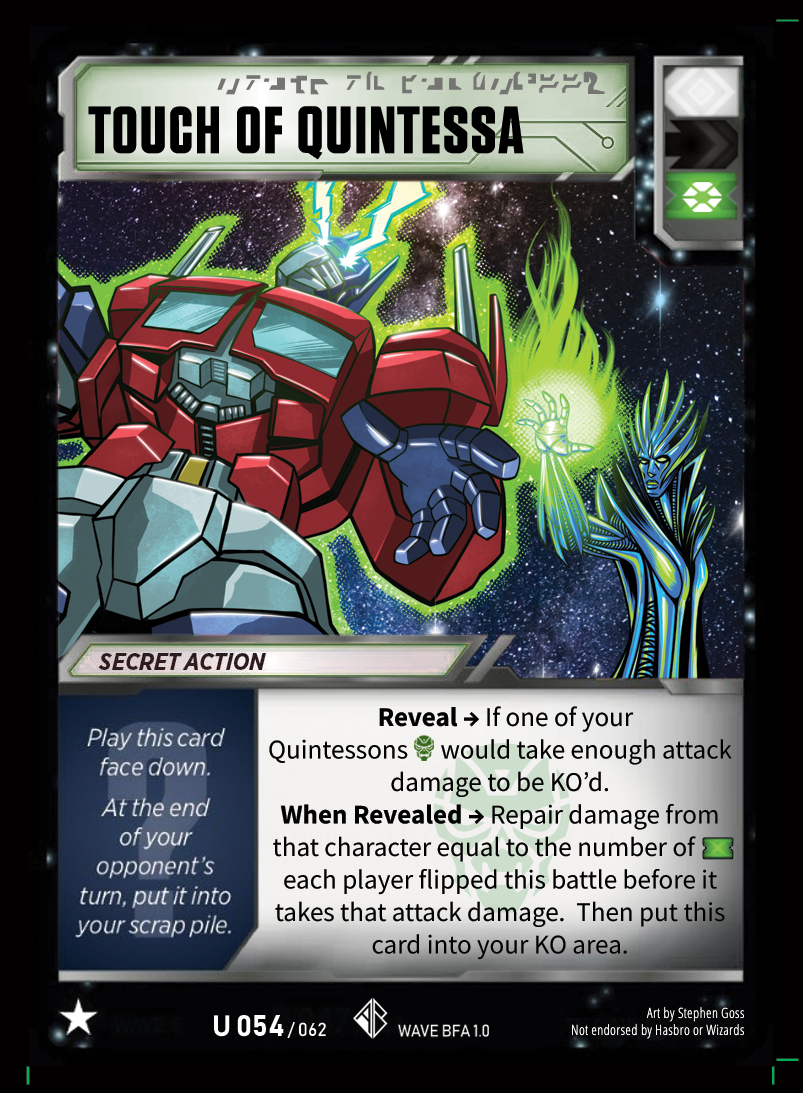 TOUCH OF QUINTESSA
SECRET ACTION
Play this card
face down.
At the end
of your
opponent's
turn, put it into
your scrap pile.
Reveal → If one of your
Quintessons would take enough attack
damage to be KO’d.
When Revealed → Repair damage from
that character equal to the number of
each player flipped this battle before it
takes that attack damage. Then put this
card into your KO area.
U 054/062
WAVE BFA 1.0
Art by Stephen Goss
Not endorsed by Hasbro or Wizards